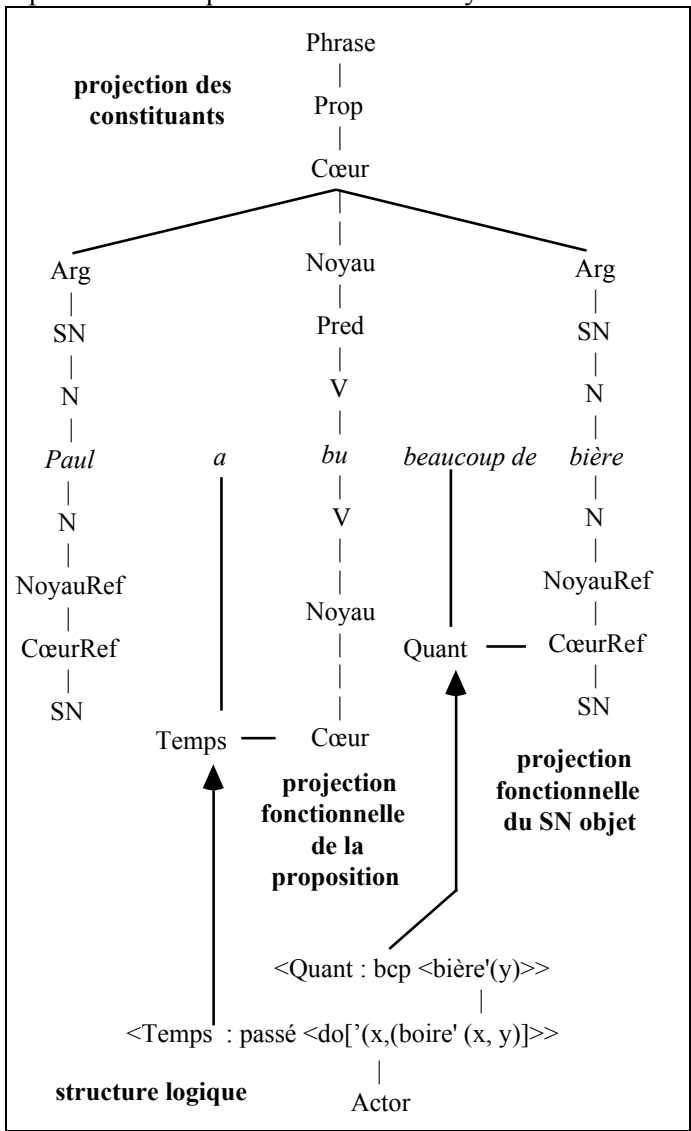 Phrase
projection des
constituants
Prop
Cœur
Arg Noyau Arg
SN Pred SN
N V N
Paul a bu beaucoup de bière
N V N
NoyauRef Noyau NoyauRef
CœurRef Quant CœurRef
SN SN
Temps Cœur
projection
fonctionnelle
de la
proposition
projection
fonctionnelle
du SN objet
<Quant : bcp <bière'(y)>>
<Temps : passé <do['(x,(boire' (x, y)]>>
structure logique
Actor